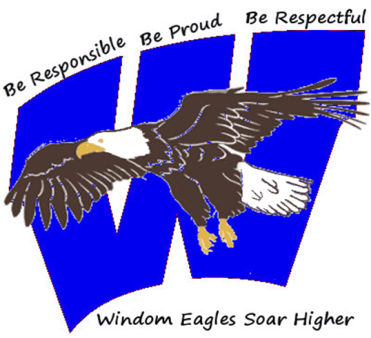 Be Responsible
Be Proud
Be Respectful
W
Windom Eagles Soar Higher